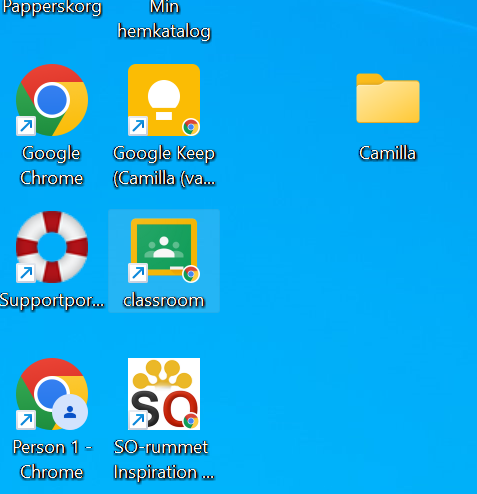 Papperskorg
Min
hemkatalog
Google
Chrome
Google Keep
(Camilla (va...
Camilla
Supportpor...
classroom
Person 1 -
Chrome
SO
SO-rummet
Inspiration ...